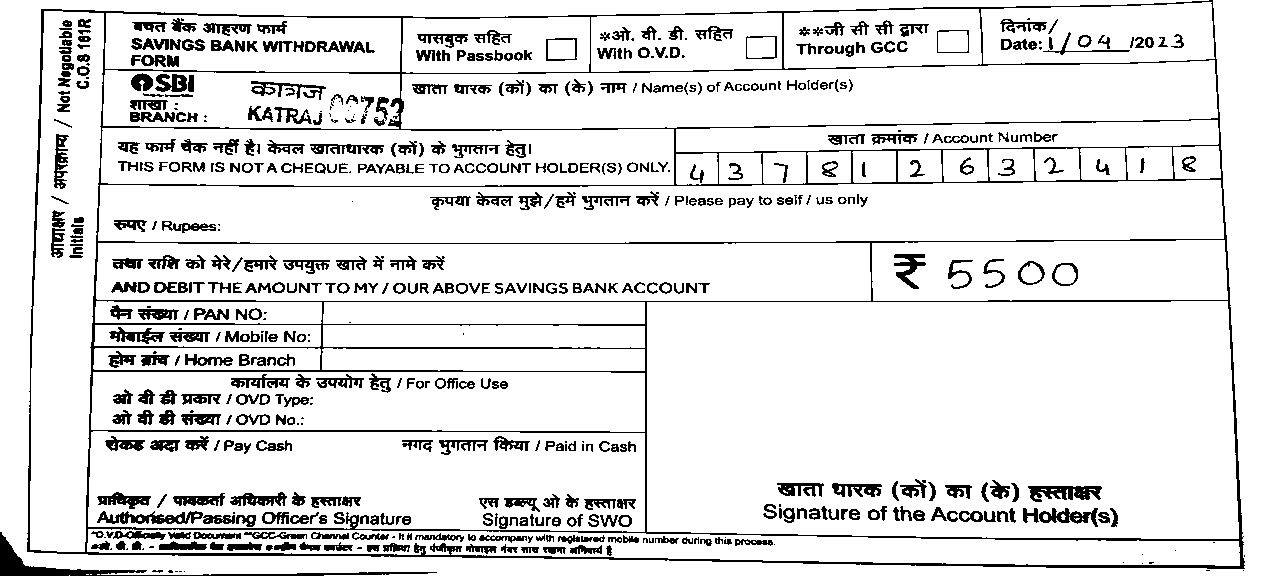 बचत बैंक आहरण फार्म
SAVINGS BANK WITHDRAWAL
FORM
पासबुक सहित
With Passbook
*ओ. वी. डी. सहित
With O.V.D.
**जी सी सी द्वारा
Through GCC
दिनांक/
Date: 1/04/2023
SBI
शाखा :
BRANCH :
कात्रज
KATRAJ 00752
खाता धारक (कों) का (के) नाम / Name(s) of Account Holder(s)
यह फार्म चैक नहीं है। केवल खाताधारक (कों) के भुगतान हेतु।
THIS FORM IS NOT A CHEQUE. PAYABLE TO ACCOUNT HOLDER(S) ONLY.
खाता क्रमांक / Account Number
4 3 7 8 1 2 6 3 2 4 1 8
कृपया केवल मुझे/हमें भुगतान करें / Please pay to self / us only
रुपए / Rupees:
तथा राशि को मेरे/हमारे उपयुक्त खाते में नामे करें
AND DEBIT THE AMOUNT TO MY / OUR ABOVE SAVINGS BANK ACCOUNT
₹ 5500
पैन संख्या / PAN NO:
मोबाईल संख्या / Mobile No:
होम ब्रांच / Home Branch
कार्यालय के उपयोग हेतु / For Office Use
ओ वी डी प्रकार / OVD Type:
ओ वी डी संख्या / OVD No.:
रोकड अदा करें / Pay Cash
नगद भुगतान किया / Paid in Cash
प्राधिकृत / पावकर्ता अधिकारी के हस्ताक्षर
Authorised/Passing Officer's Signature
एस डब्ल्यू ओ के हस्ताक्षर
Signature of SWO
खाता धारक (कों) का (के) हस्ताक्षर
Signature of the Account Holder(s)
*O.V.D-Officially Valid Document **GCC-Green Channel Counter - It is mandatory to accompany with registered mobile number during this process.
आद्याक्षर / अपरक्राम्य / Not Negotiable
Initials
C.O.S 161R